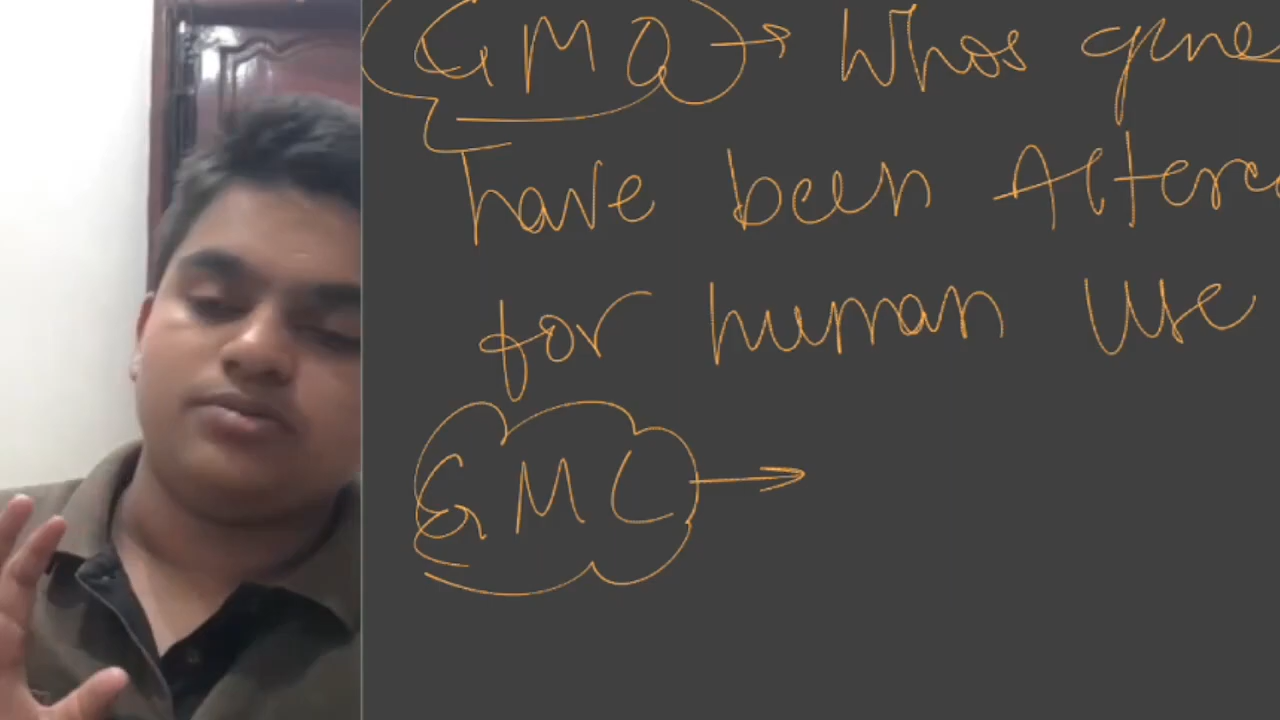 GMO → Whos gene
have been Altere
for human use
GMC →